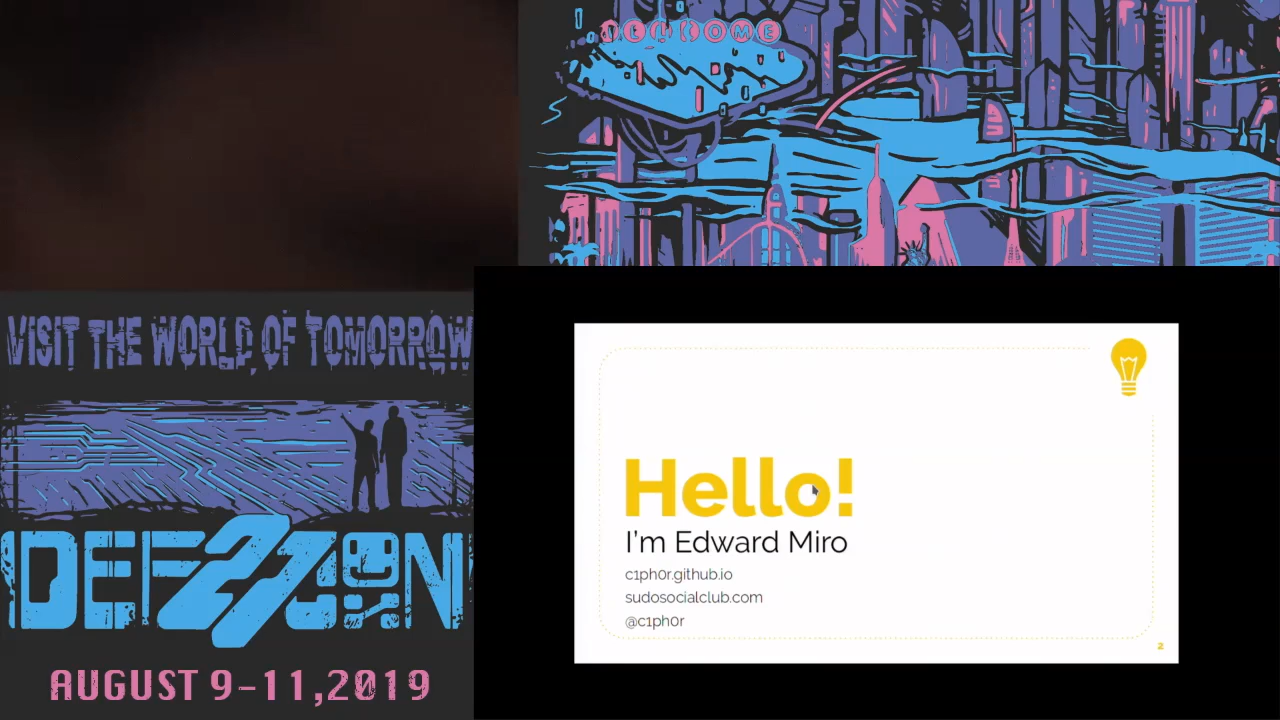 WELCOME
VISIT THE WORLD OF TOMORROW
DEF CON 27
AUGUST 9-11,2019
Hello!
I'm Edward Miro
c1ph0r.github.io
sudosocialclub.com
@c1ph0r
2